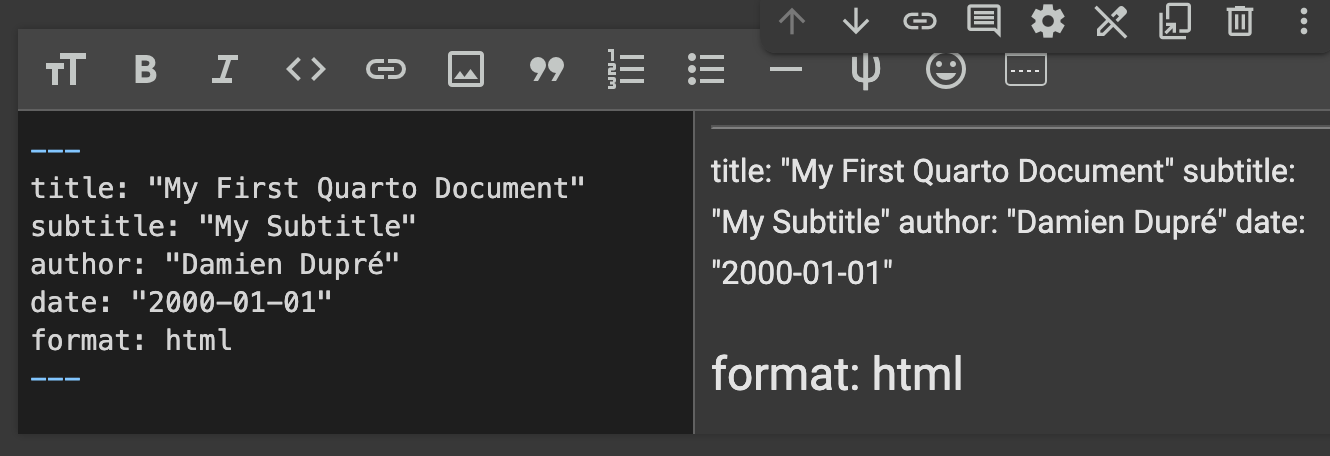 ---
title: "My First Quarto Document"
subtitle: "My Subtitle"
author: "Damien Dupré"
date: "2000-01-01"
format: html
---
title: "My First Quarto Document" subtitle:
"My Subtitle" author: "Damien Dupré" date:
"2000-01-01"
format: html